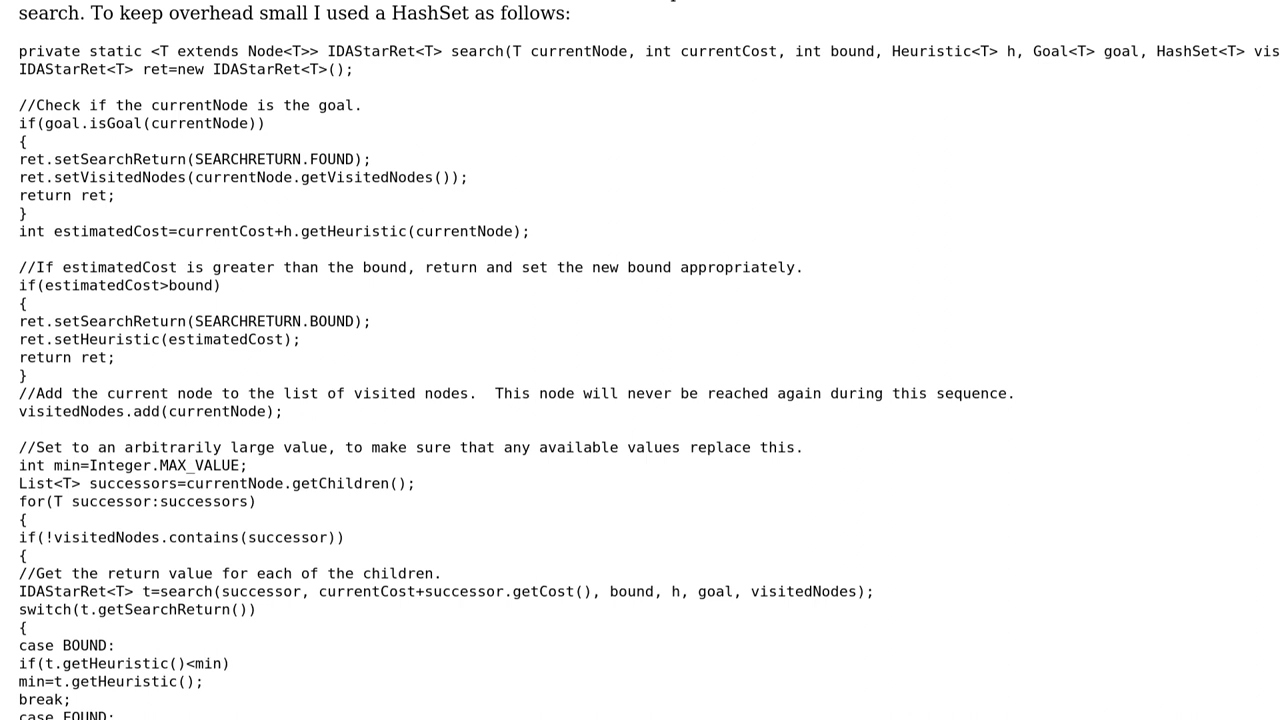 search. To keep overhead small I used a HashSet as follows:
private static <T extends Node<T>> IDAStarRet<T> search(T currentNode, int currentCost, int bound, Heuristic<T> h, Goal<T> goal, HashSet<T> vis
IDAStarRet<T> ret=new IDAStarRet<T>();
//Check if the currentNode is the goal.
if(goal.isGoal(currentNode))
{
ret.setSearchReturn(SEARCHRETURN.FOUND);
ret.setVisitedNodes(currentNode.getVisitedNodes());
return ret;
}
int estimatedCost=currentCost+h.getHeuristic(currentNode);
//If estimatedCost is greater than the bound, return and set the new bound appropriately.
if(estimatedCost>bound)
{
ret.setSearchReturn(SEARCHRETURN.BOUND);
ret.setHeuristic(estimatedCost);
return ret;
}
//Add the current node to the list of visited nodes.  This node will never be reached again during this sequence.
visitedNodes.add(currentNode);
//Set to an arbitrarily large value, to make sure that any available values replace this.
int min=Integer.MAX_VALUE;
List<T> successors=currentNode.getChildren();
for(T successor:successors)
{
if(!visitedNodes.contains(successor))
{
//Get the return value for each of the children.
IDAStarRet<T> t=search(successor, currentCost+successor.getCost(), bound, h, goal, visitedNodes);
switch(t.getSearchReturn())
{
case BOUND:
if(t.getHeuristic()<min)
min=t.getHeuristic();
break;
case FOUND: